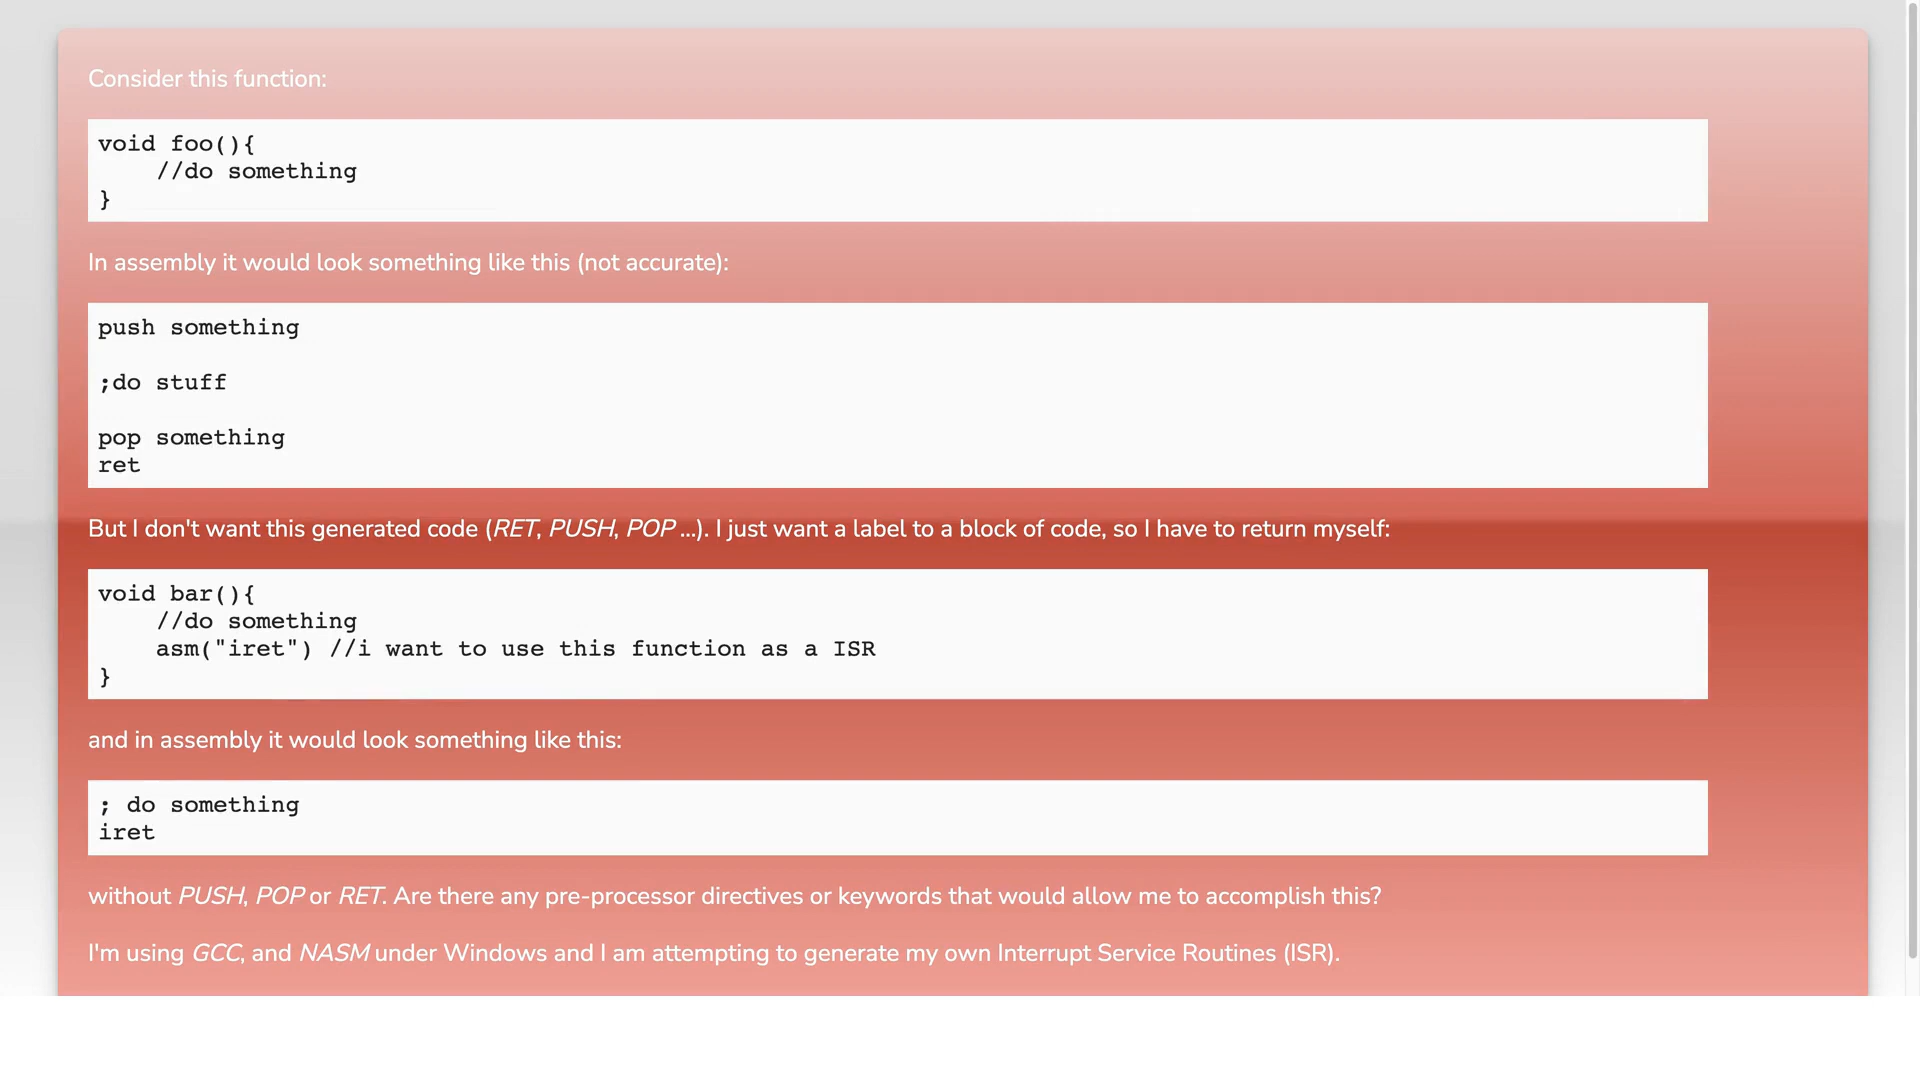 Consider this function:
void foo(){
    //do something
}
In assembly it would look something like this (not accurate):
push something
;do stuff
pop something
ret
But I don't want this generated code (RET, PUSH, POP ...). I just want a label to a block of code, so I have to return myself:
void bar(){
    //do something
    asm("iret") //i want to use this function as a ISR
}
and in assembly it would look something like this:
; do something
iret
without PUSH, POP or RET. Are there any pre-processor directives or keywords that would allow me to accomplish this?
I'm using GCC, and NASM under Windows and I am attempting to generate my own Interrupt Service Routines (ISR).